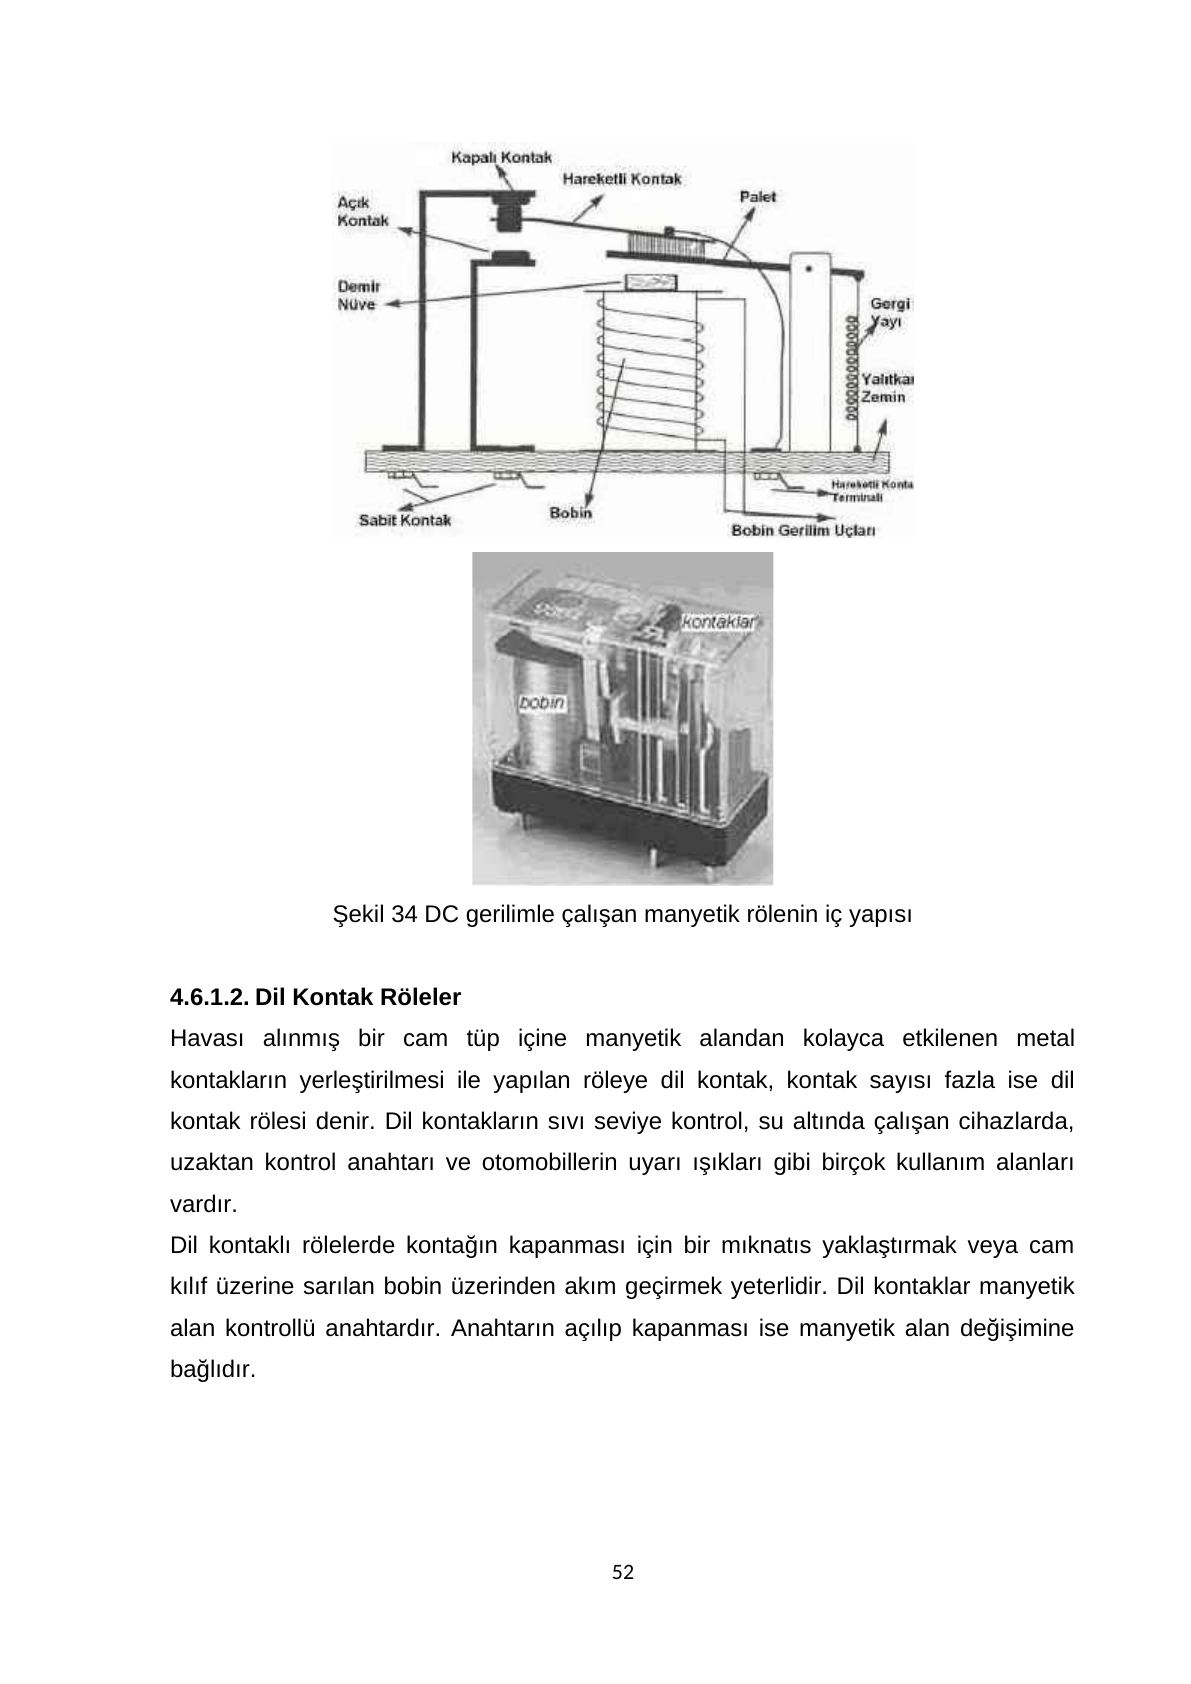 Kapalı Kontak
Hareketli Kontak
Palet
Açık
Kontak
Demir
Nüve
Gergi
Yayı
Yalıtka
Zemin
Hareketli Konta
Terminali
Sabit Kontak
Bobin
Bobin Gerilim Uçları
kontaklar
bobin
Şekil 34 DC gerilimle çalışan manyetik rölenin iç yapısı
4.6.1.2. Dil Kontak Röleler
Havası alınmış bir cam tüp içine manyetik alandan kolayca etkilenen metal
kontakların yerleştirilmesi ile yapılan röleye dil kontak, kontak sayısı fazla ise dil
kontak rölesi denir. Dil kontakların sıvı seviye kontrol, su altında çalışan cihazlarda,
uzaktan kontrol anahtarı ve otomobillerin uyarı ışıkları gibi birçok kullanım alanları
vardır.
Dil kontaklı rölelerde kontağın kapanması için bir mıknatıs yaklaştırmak veya cam
kılıf üzerine sarılan bobin üzerinden akım geçirmek yeterlidir. Dil kontaklar manyetik
alan kontrollü anahtardır. Anahtarın açılıp kapanması ise manyetik alan değişimine
bağlıdır.
52